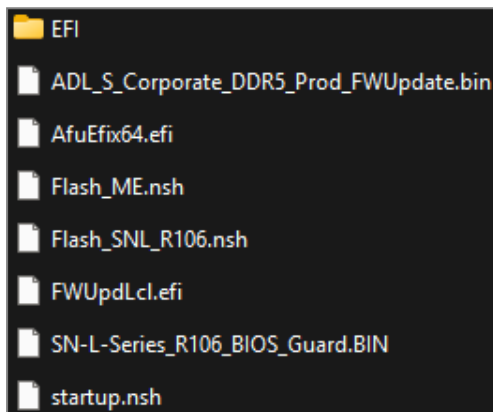 EFI
ADL_S_Corporate_DDR5_Prod_FWUpdate.bin
AfuEfix64.efi
Flash_ME.nsh
Flash_SNL_R106.nsh
FWUpdLcl.efi
SN-L-Series_R106_BIOS_Guard.BIN
startup.nsh